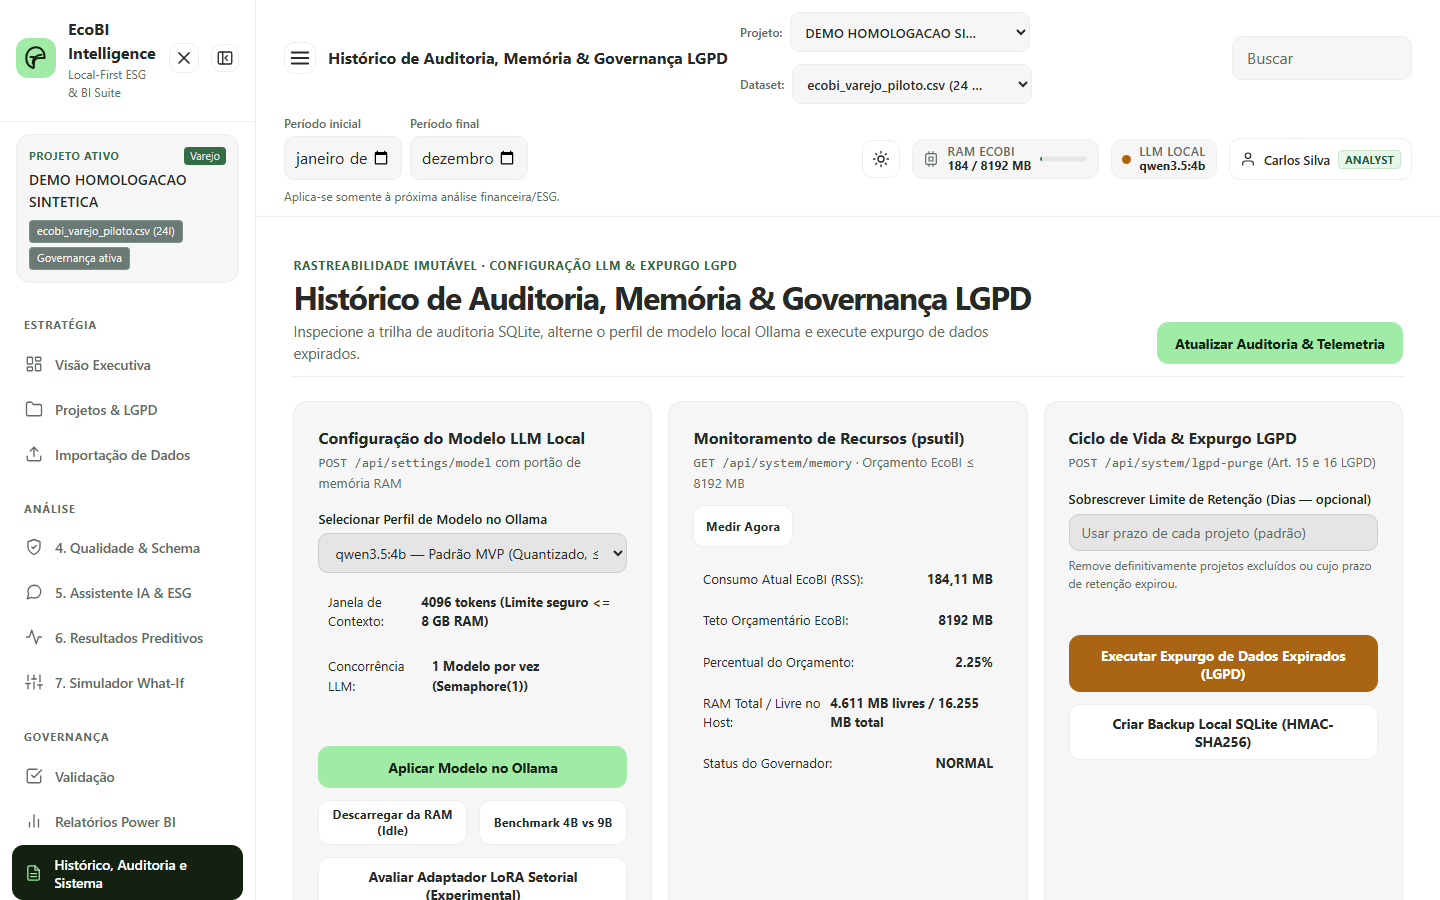 EcoBI
Intelligence
Local-First ESG
& BI Suite
PROJETO ATIVO
Varejo
DEMO HOMOLOGACAO
SINTETICA
ecobi_varejo_piloto.csv (24l)
Governança ativa
ESTRATÉGIA
Visão Executiva
Projetos & LGPD
Importação de Dados
ANÁLISE
4. Qualidade & Schema
5. Assistente IA & ESG
6. Resultados Preditivos
7. Simulador What-If
GOVERNANÇA
Validação
Relatórios Power BI
Histórico, Auditoria e
Sistema
Histórico de Auditoria, Memória & Governança LGPD
Projeto:
DEMO HOMOLOGACAO SI...
Dataset:
ecobi_varejo_piloto.csv (24 ...
Buscar
Período inicial
Período final
janeiro de
dezembro
Aplica-se somente à próxima análise financeira/ESG.
RAM ECOBI
184 / 8192 MB
LLM LOCAL
qwen3.5:4b
Carlos Silva
ANALYST
RASTREABILIDADE IMUTÁVEL · CONFIGURAÇÃO LLM & EXPURGO LGPD
Histórico de Auditoria, Memória & Governança LGPD
Inspecione a trilha de auditoria SQLite, alterne o perfil de modelo local Ollama e execute expurgo de dados
expirados.
Atualizar Auditoria & Telemetria
Configuração do Modelo LLM Local
POST /api/settings/model com portão de
memória RAM
Selecionar Perfil de Modelo no Ollama
qwen3.5:4b — Padrão MVP (Quantizado, ≤
Janela de
Contexto:
4096 tokens (Limite seguro <=
8 GB RAM)
Concorrência
LLM:
1 Modelo por vez
(Semaphore(1))
Aplicar Modelo no Ollama
Descarregar da RAM
(Idle)
Benchmark 4B vs 9B
Avaliar Adaptador LoRA Setorial
(Experimental)
Monitoramento de Recursos (psutil)
GET /api/system/memory · Orçamento EcoBI ≤
8192 MB
Medir Agora
Consumo Atual EcoBI (RSS):
184,11 MB
Teto Orçamentário EcoBI:
8192 MB
Percentual do Orçamento:
2.25%
RAM Total / Livre no
Host:
4.611 MB livres / 16.255
MB total
Status do Governador:
NORMAL
Ciclo de Vida & Expurgo LGPD
POST /api/system/lgpd-purge (Art. 15 e 16 LGPD)
Sobrescrever Limite de Retenção (Dias — opcional)
Usar prazo de cada projeto (padrão)
Remove definitivamente projetos excluídos ou cujo prazo
de retenção expirou.
Executar Expurgo de Dados Expirados
(LGPD)
Criar Backup Local SQLite (HMAC-
SHA256)